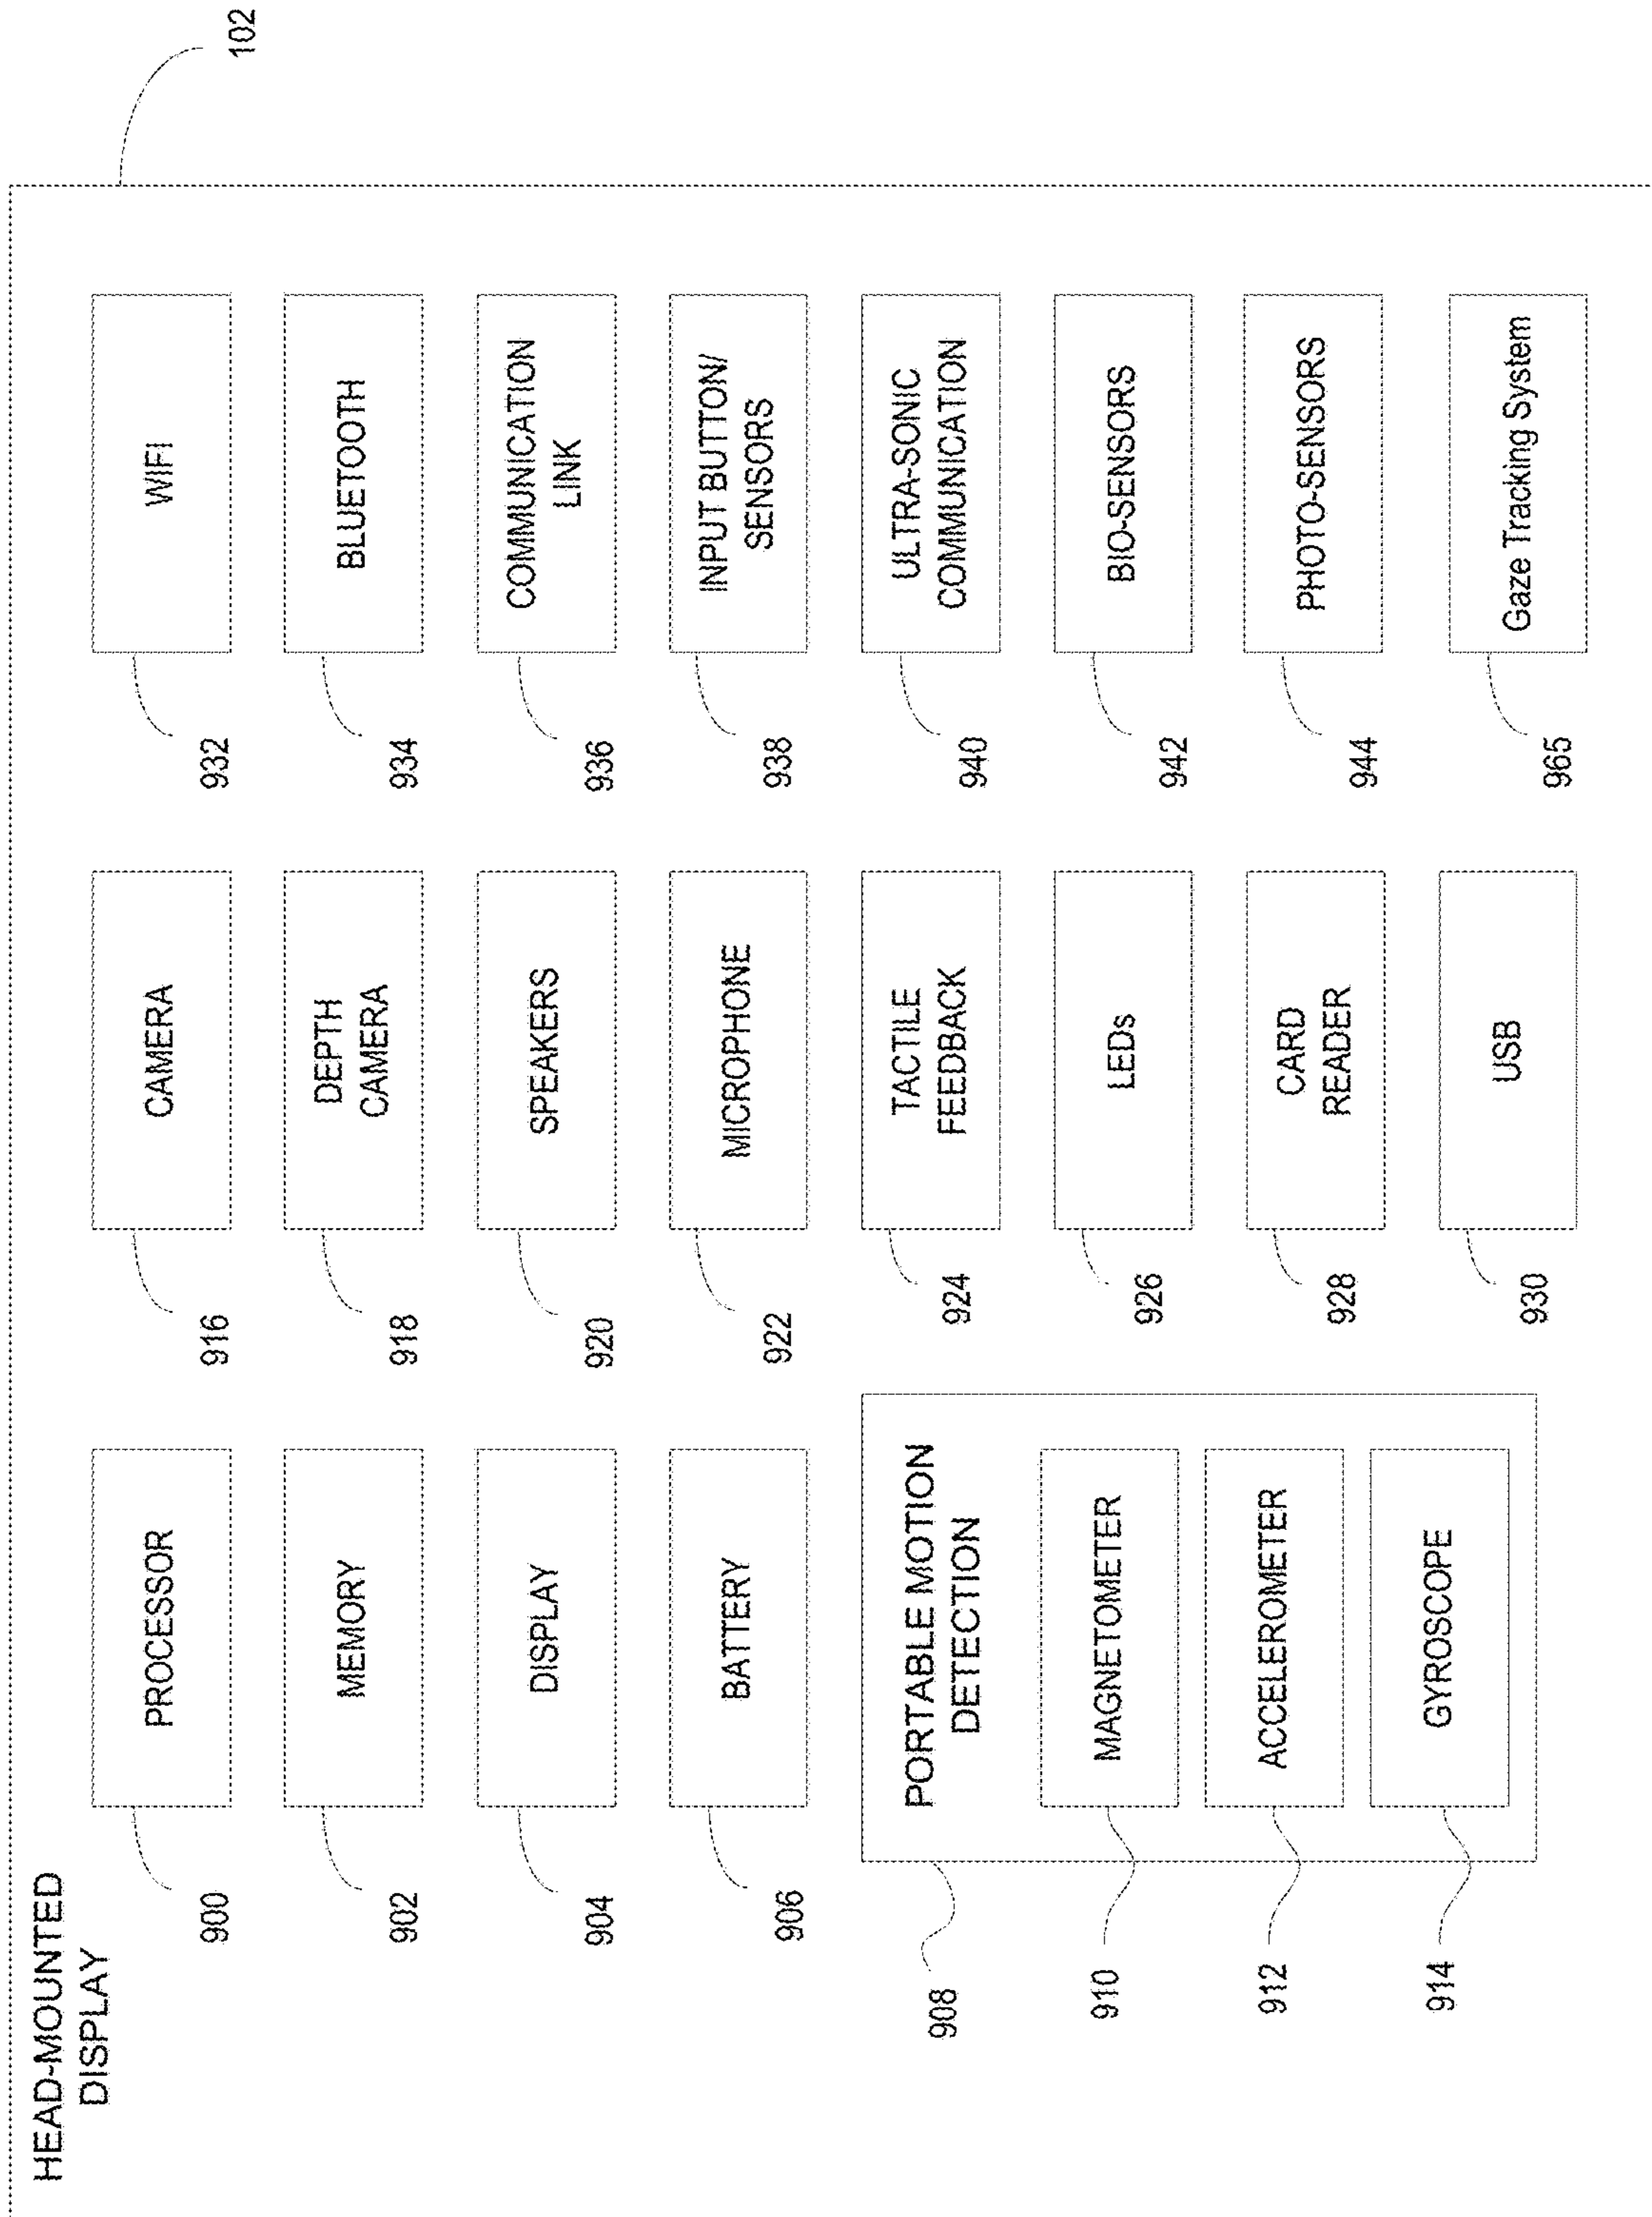 HEAD-MOUNTED
DISPLAY
102
900
PROCESSOR
902
MEMORY
904
DISPLAY
906
BATTERY
908
PORTABLE MOTION
DETECTION
910
MAGNETOMETER
912
ACCELEROMETER
914
GYROSCOPE
916
CAMERA
918
DEPTH
CAMERA
920
SPEAKERS
922
MICROPHONE
924
TACTILE
FEEDBACK
926
LEDs
928
CARD
READER
930
USB
932
WIFI
934
BLUETOOTH
936
COMMUNICATION
LINK
938
INPUT BUTTON/
SENSORS
940
ULTRA-SONIC
COMMUNICATION
942
BIO-SENSORS
944
PHOTO-SENSORS
965
Gaze Tracking System